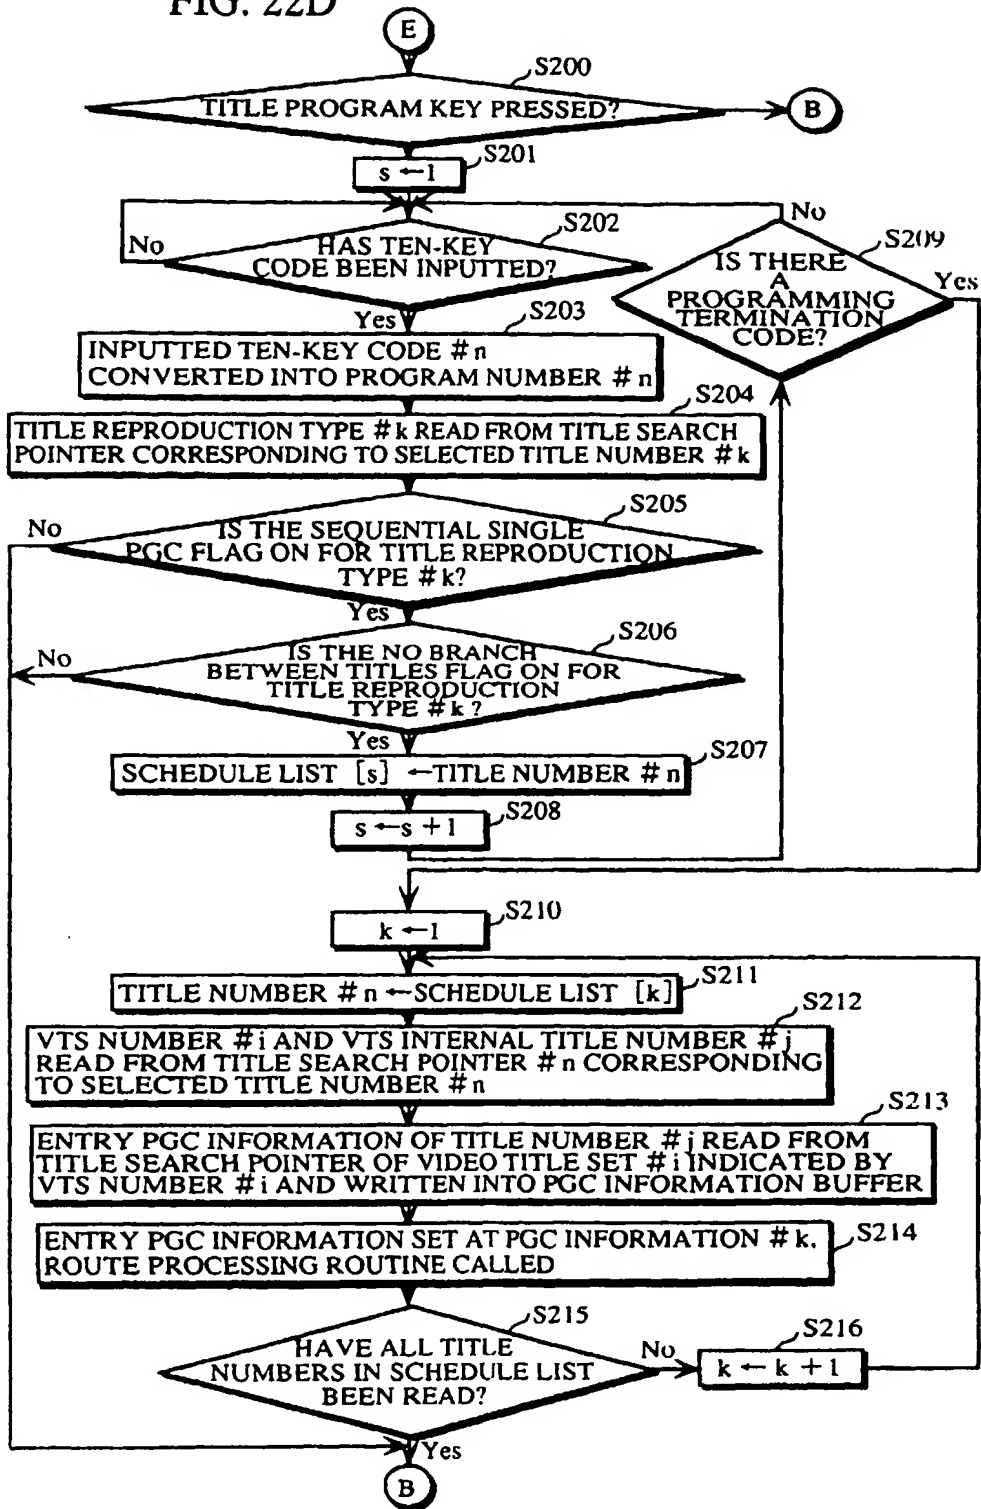 FIG. 22D
E
S200
TITLE PROGRAM KEY PRESSED?
B
S201
s ←1
No
S202
HAS TEN-KEY
CODE BEEN INPUTTED?
No
S209
IS THERE
A
PROGRAMMING
TERMINATION
CODE?
Yes
Yes
S203
INPUTTED TEN-KEY CODE #n
CONVERTED INTO PROGRAM NUMBER #n
S204
TITLE REPRODUCTION TYPE #k READ FROM TITLE SEARCH
POINTER CORRESPONDING TO SELECTED TITLE NUMBER #k
S205
No
IS THE SEQUENTIAL SINGLE
PGC FLAG ON FOR TITLE REPRODUCTION
TYPE #k?
Yes
S206
No
IS THE NO BRANCH
BETWEEN TITLES FLAG ON FOR
TITLE REPRODUCTION
TYPE #k?
Yes
S207
SCHEDULE LIST [s] ←TITLE NUMBER #n
S208
s←s+1
S210
k ←1
S211
TITLE NUMBER #n ←SCHEDULE LIST [k]
S212
VTS NUMBER #i AND VTS INTERNAL TITLE NUMBER #j
READ FROM TITLE SEARCH POINTER #n CORRESPONDING
TO SELECTED TITLE NUMBER #n
S213
ENTRY PGC INFORMATION OF TITLE NUMBER #j READ FROM
TITLE SEARCH POINTER OF VIDEO TITLE SET #i INDICATED BY
VTS NUMBER #i AND WRITTEN INTO PGC INFORMATION BUFFER
S214
ENTRY PGC INFORMATION SET AT PGC INFORMATION #k,
ROUTE PROCESSING ROUTINE CALLED
S215
HAVE ALL TITLE
NUMBERS IN SCHEDULE LIST
BEEN READ?
No
S216
k ← k + 1
Yes
B